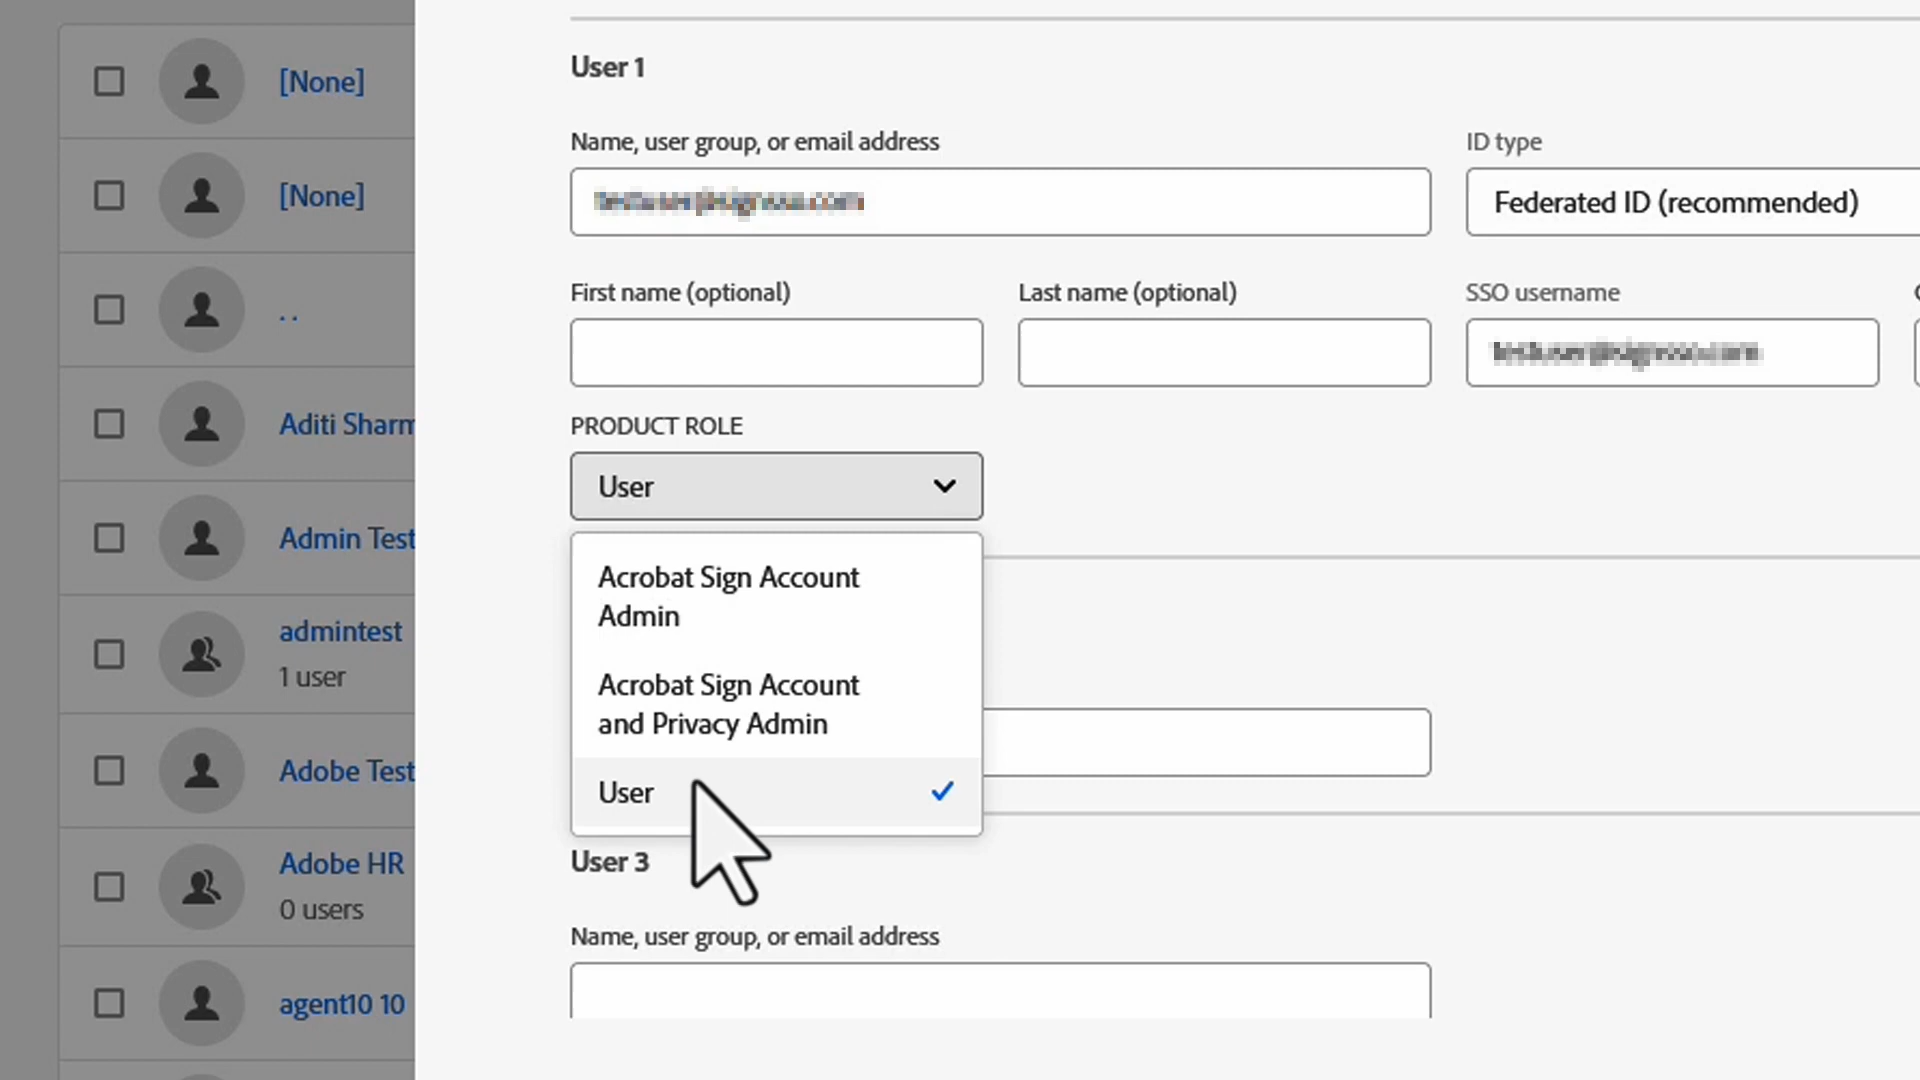 [None]
[None]
. .
Aditi Sharm
Admin Test
admintest
1 user
Adobe Test
Adobe HR
0 users
agent10 10
User 1
Name, user group, or email address
ID type
Federated ID (recommended)
First name (optional)
Last name (optional)
SSO username
PRODUCT ROLE
User
Acrobat Sign Account
Admin
Acrobat Sign Account
and Privacy Admin
User
User 3
Name, user group, or email address